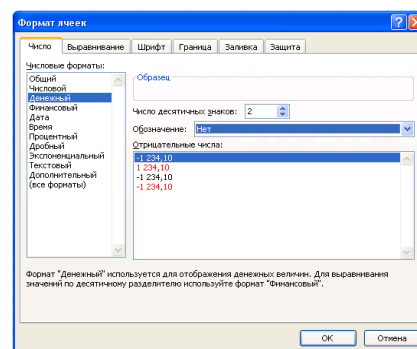 Формат ячеек
Число Выравнивание Шрифт Граница Заливка Защита
Числовые форматы:
Общий
Числовой
Денежный
Финансовый
Дата
Время
Процентный
Дробный
Экспоненциальный
Текстовый
Дополнительный
(все форматы)
Образец
Число десятичных знаков: 2
Обозначение: Нет
Отрицательные числа:
-1 234,10
1 234,10
-1 234,10
-1 234,10
Формат "Денежный" используется для отображения денежных величин. Для выравнивания
значений по десятичному разделителю используйте формат "Финансовый".
ОК Отмена